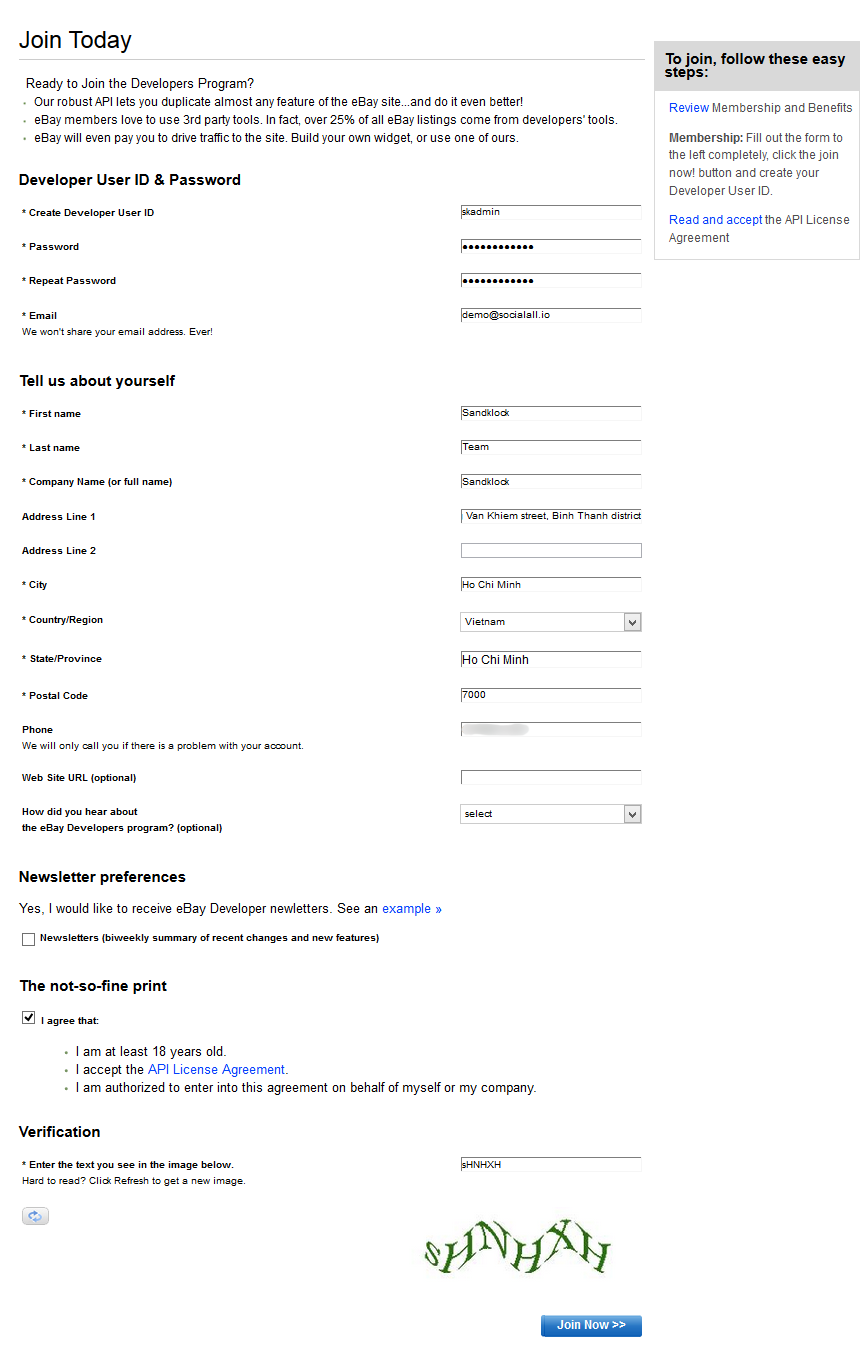 Join Today
Ready to Join the Developers Program?
Our robust API lets you duplicate almost any feature of the eBay site...and do it even better!
eBay members love to use 3rd party tools. In fact, over 25% of all eBay listings come from developers' tools.
eBay will even pay you to drive traffic to the site. Build your own widget, or use one of ours.
Developer User ID & Password
* Create Developer User ID skadmin
* Password ••••••••••••
* Repeat Password ••••••••••••
* Email demo@socialall.io
We won't share your email address. Ever!
Tell us about yourself
* First name Sandklock
* Last name Team
* Company Name (or full name) Sandklock
Address Line 1 Van Khiem street, Binh Thanh district
Address Line 2
* City Ho Chi Minh
* Country/Region Vietnam
* State/Province Ho Chi Minh
* Postal Code 7000
Phone
We will only call you if there is a problem with your account.
Web Site URL (optional)
How did you hear about
the eBay Developers program? (optional) select
Newsletter preferences
Yes, I would like to receive eBay Developer newletters. See an example »
Newsletters (biweekly summary of recent changes and new features)
The not-so-fine print
I agree that:
I am at least 18 years old.
I accept the API License Agreement.
I am authorized to enter into this agreement on behalf of myself or my company.
Verification
* Enter the text you see in the image below. sHNHXH
Hard to read? Click Refresh to get a new image.
sHNHXH
Join Now >>
To join, follow these easy
steps:
Review Membership and Benefits
Membership: Fill out the form to
the left completely, click the join
now! button and create your
Developer User ID.
Read and accept the API License
Agreement